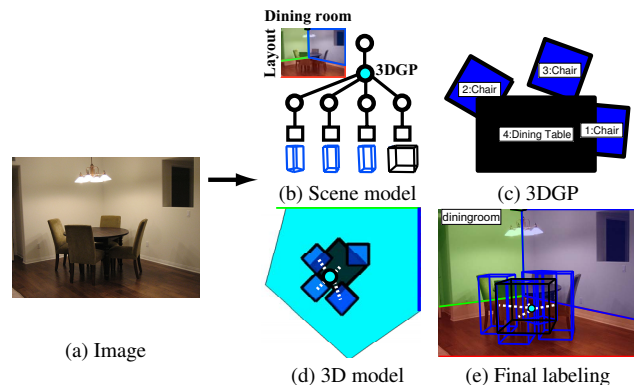 Dining room
Layout
3DGP
(b) Scene model
3:Chair
2:Chair
1:Chair
4:Dining Table
(c) 3DGP
(a) Image
(d) 3D model
diningroom
(e) Final labeling